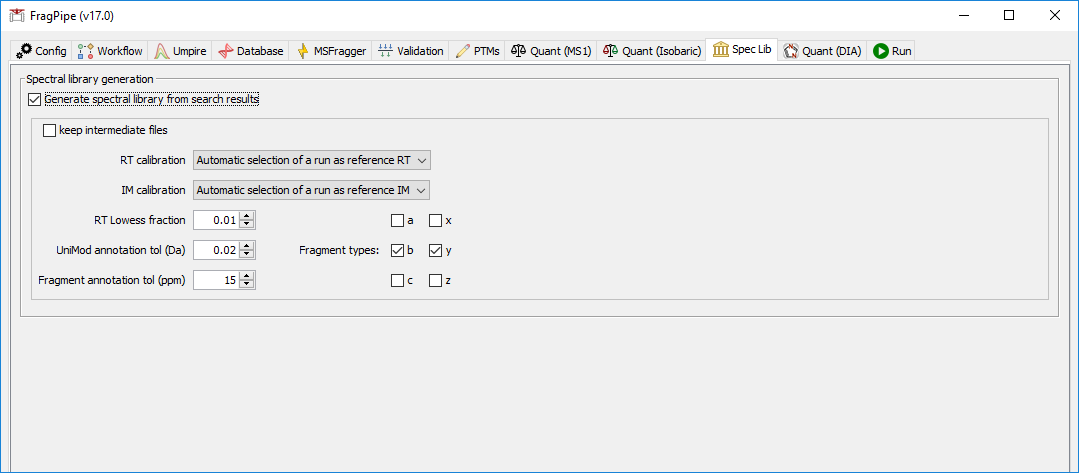 FragPipe (v17.0)
Config Workflow Umpire Database MSFragger Validation PTMs Quant (MS1) Quant (Isobaric) Spec Lib Quant (DIA) Run
Spectral library generation
Generate spectral library from search results
keep intermediate files
RT calibration Automatic selection of a run as reference RT
IM calibration Automatic selection of a run as reference IM
RT Lowess fraction 0.01 a x
UniMod annotation tol (Da) 0.02 Fragment types: b y
Fragment annotation tol (ppm) 15 c z